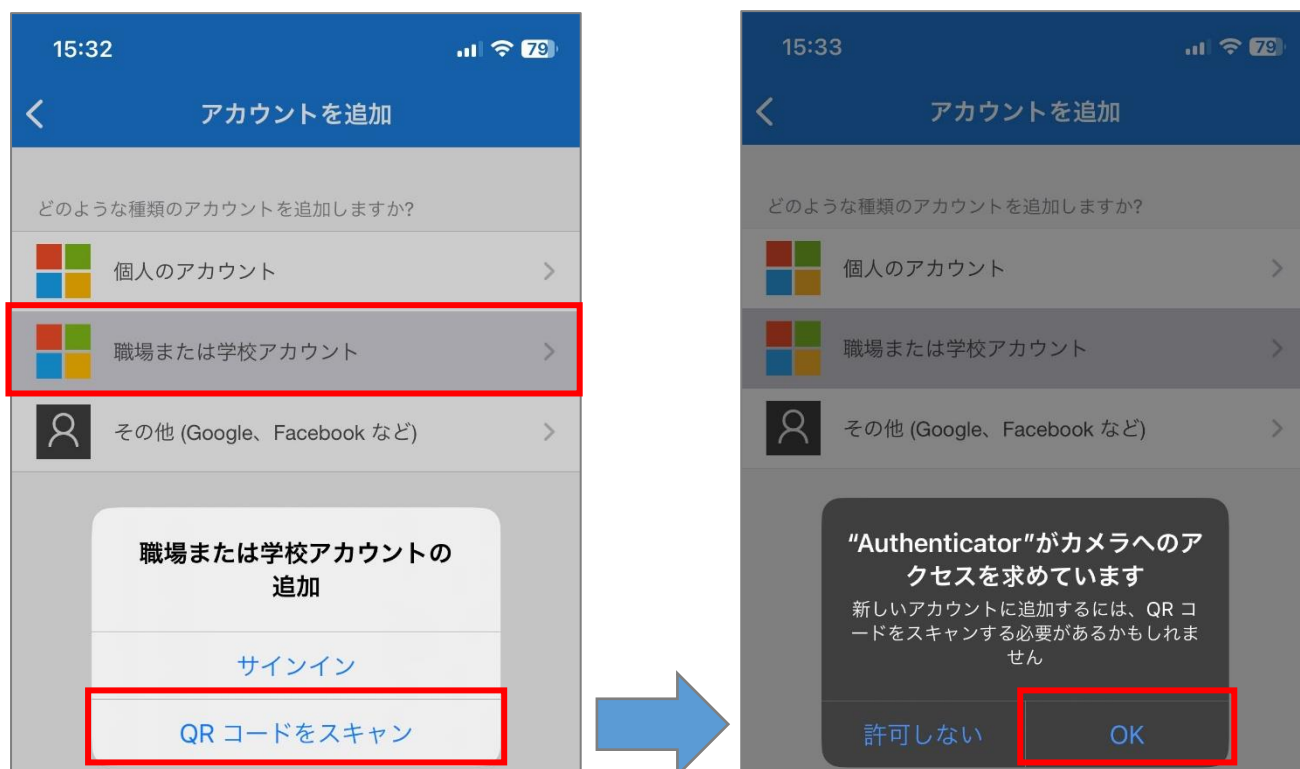 15:32
79
アカウントを追加
どのような種類のアカウントを追加しますか?
個人のアカウント
職場または学校アカウント
その他 (Google、Facebook など)
職場または学校アカウントの
追加
サインイン
QR コードをスキャン
15:33
79
アカウントを追加
どのような種類のアカウントを追加しますか?
個人のアカウント
職場または学校アカウント
その他 (Google、Facebook など)
“Authenticator”がカメラへのア
クセスを求めています
新しいアカウントに追加するには、QR コ
ードをスキャンする必要があるかもしれま
せん
許可しない
OK